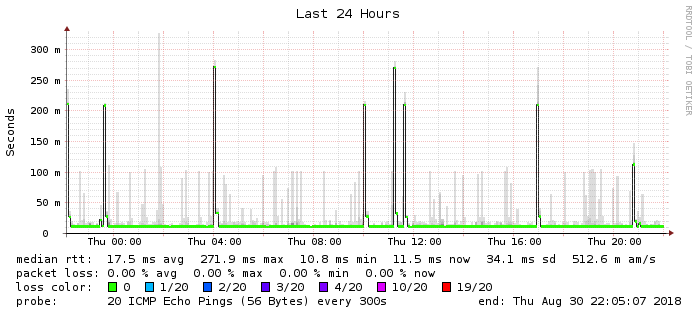 Last 24 Hours
RRDTOOL / TOBI OETIKER
Seconds
300 m
250 m
200 m
150 m
100 m
50 m
0
Thu 00:00 Thu 04:00 Thu 08:00 Thu 12:00 Thu 16:00 Thu 20:00
median rtt: 17.5 ms avg 271.9 ms max 10.8 ms min 11.5 ms now 34.1 ms sd 512.6 m am/s
packet loss: 0.00 % avg 0.00 % max 0.00 % min 0.00 % now
loss color: 0 1/20 2/20 3/20 4/20 10/20 19/20
probe: 20 ICMP Echo Pings (56 Bytes) every 300s end: Thu Aug 30 22:05:07 2018